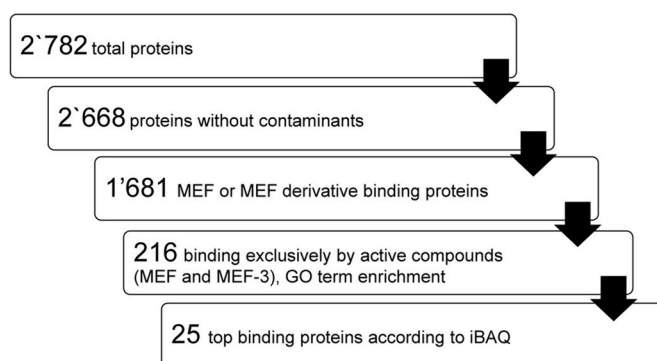 2`782 total proteins
2`668 proteins without contaminants
1’681 MEF or MEF derivative binding proteins
216 binding exclusively by active compounds
(MEF and MEF-3), GO term enrichment
25 top binding proteins according to iBAQ